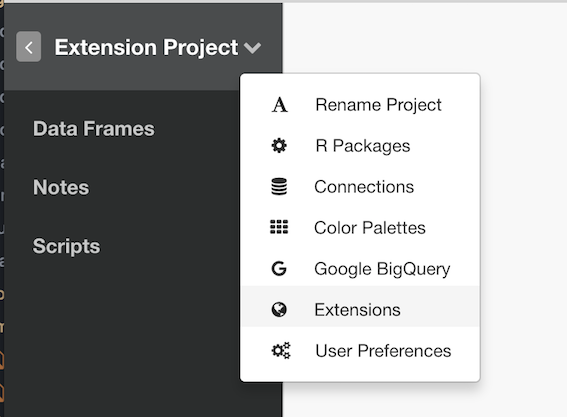 Extension Project
Rename Project
Data Frames
R Packages
Notes
Connections
Color Palettes
Scripts
Google BigQuery
Extensions
User Preferences